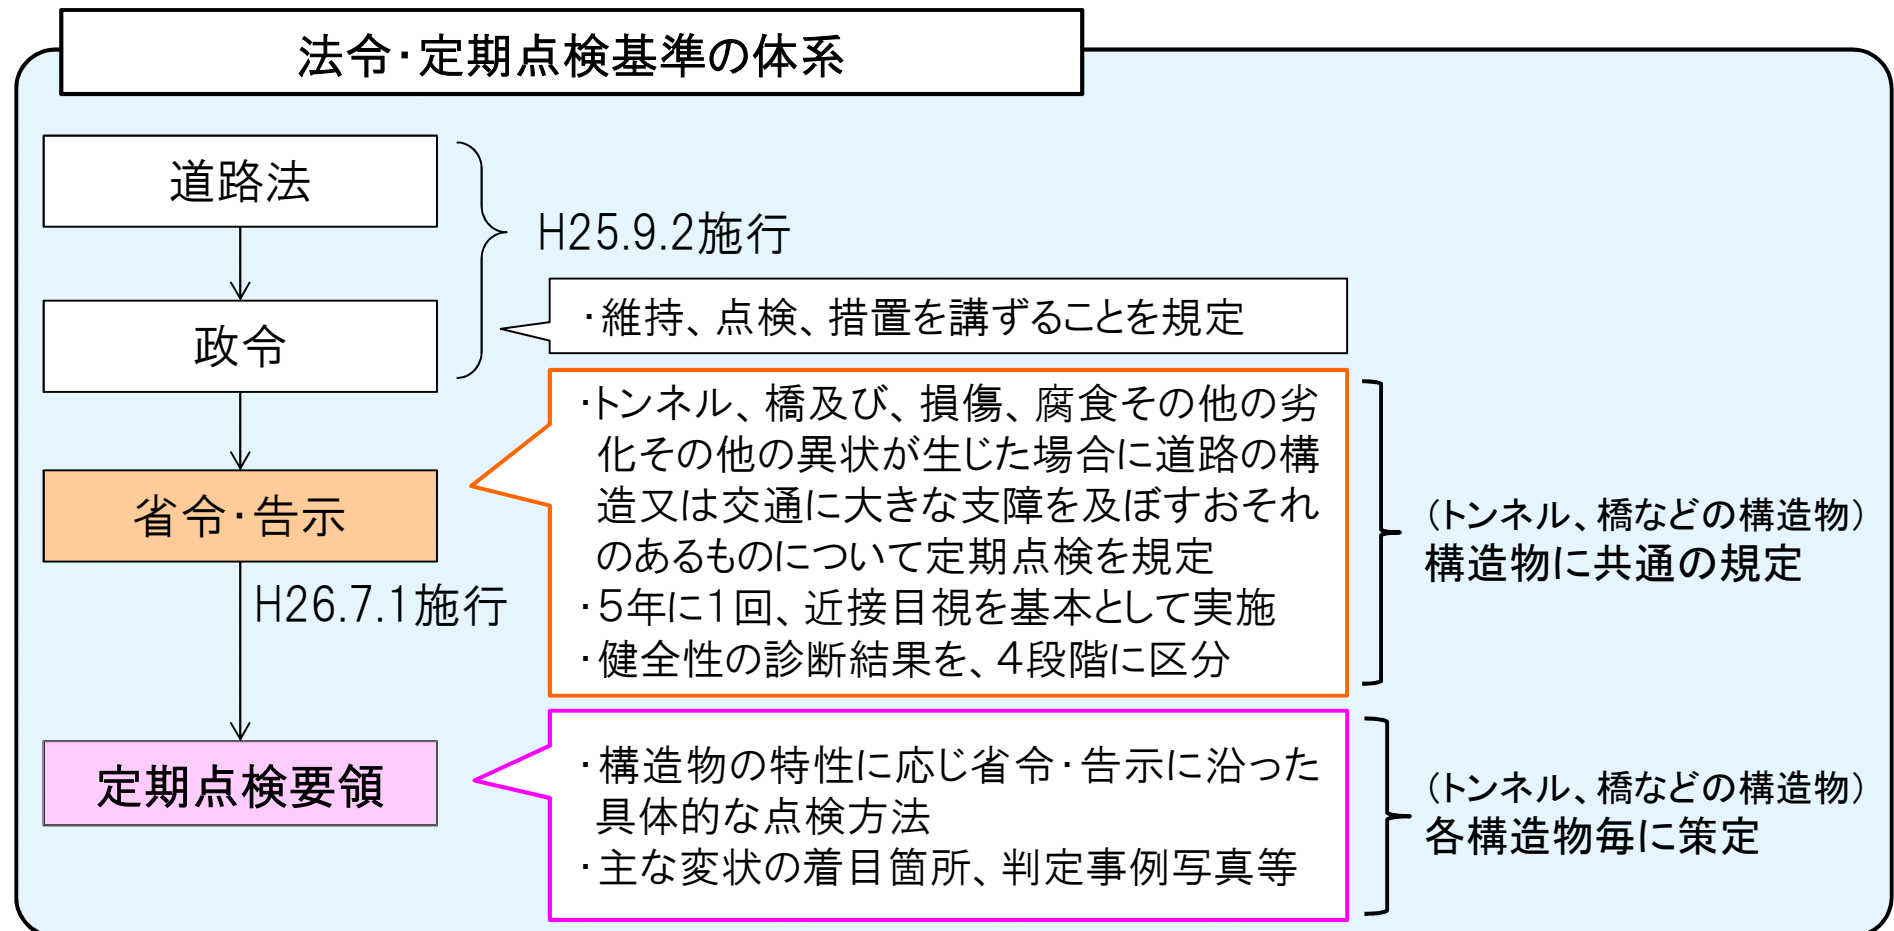 法令・定期点検基準の体系
道路法
H25.9.2施行
政令
・維持、点検、措置を講ずることを規定
省令・告示
H26.7.1施行
・トンネル、橋及び、損傷、腐食その他の劣
化その他の異状が生じた場合に道路の構
造又は交通に大きな支障を及ぼすおそれ
のあるものについて定期点検を規定
・５年に１回、近接目視を基本として実施
・健全性の診断結果を、４段階に区分
（トンネル、橋などの構造物）
構造物に共通の規定
定期点検要領
・構造物の特性に応じ省令・告示に沿った
具体的な点検方法
・主な変状の着目箇所、判定事例写真等
（トンネル、橋などの構造物）
各構造物毎に策定